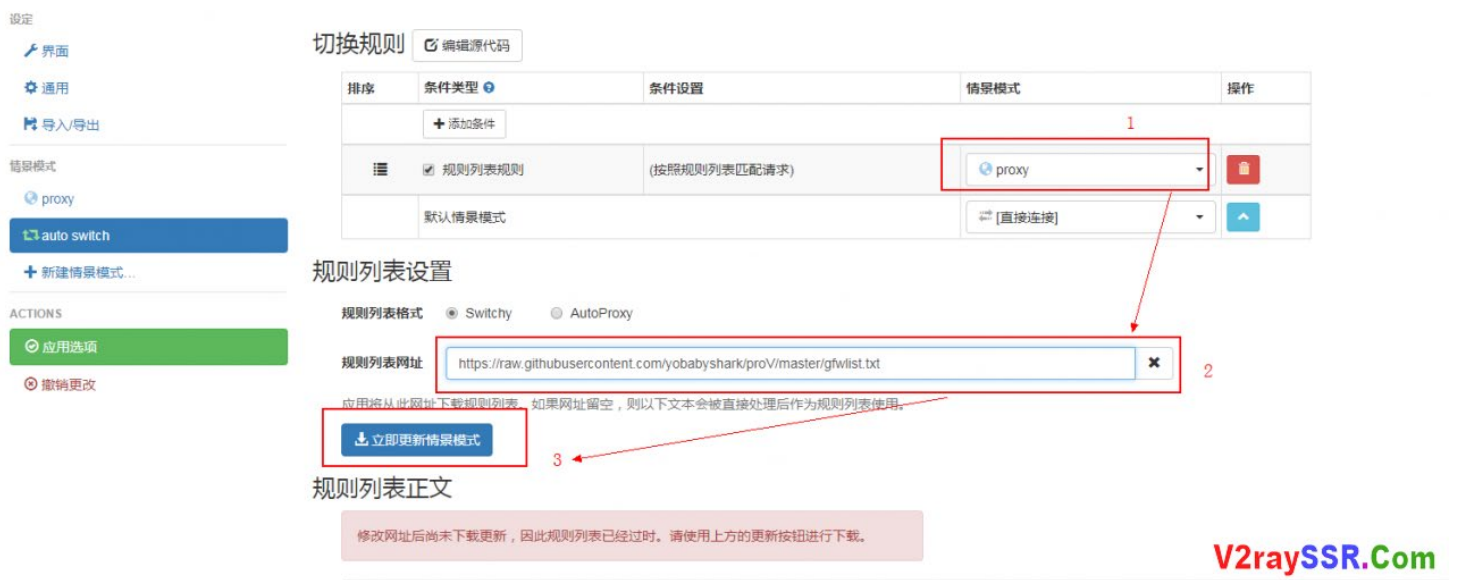 设定
界面
通用
导入/导出
情景模式
proxy
auto switch
新建情景模式...
ACTIONS
应用选项
撤销更改
切换规则 编辑源代码
排序 条件类型 条件设置 情景模式 操作
添加条件
1
规则列表规则 (按照规则列表匹配请求) proxy
默认情景模式 [直接连接]
规则列表设置
规则列表格式 Switchy AutoProxy
规则列表网址 https://raw.githubusercontent.com/yobabyshark/proV/master/gfwlist.txt
2
应用将从此网址下载规则列表。如果网址留空，则以下文本会被直接处理后作为规则列表使用。
立即更新情景模式
3
规则列表正文
修改网址后尚未下载更新，因此规则列表已经过时。请使用上方的更新按钮进行下载。
V2raySSR.Com